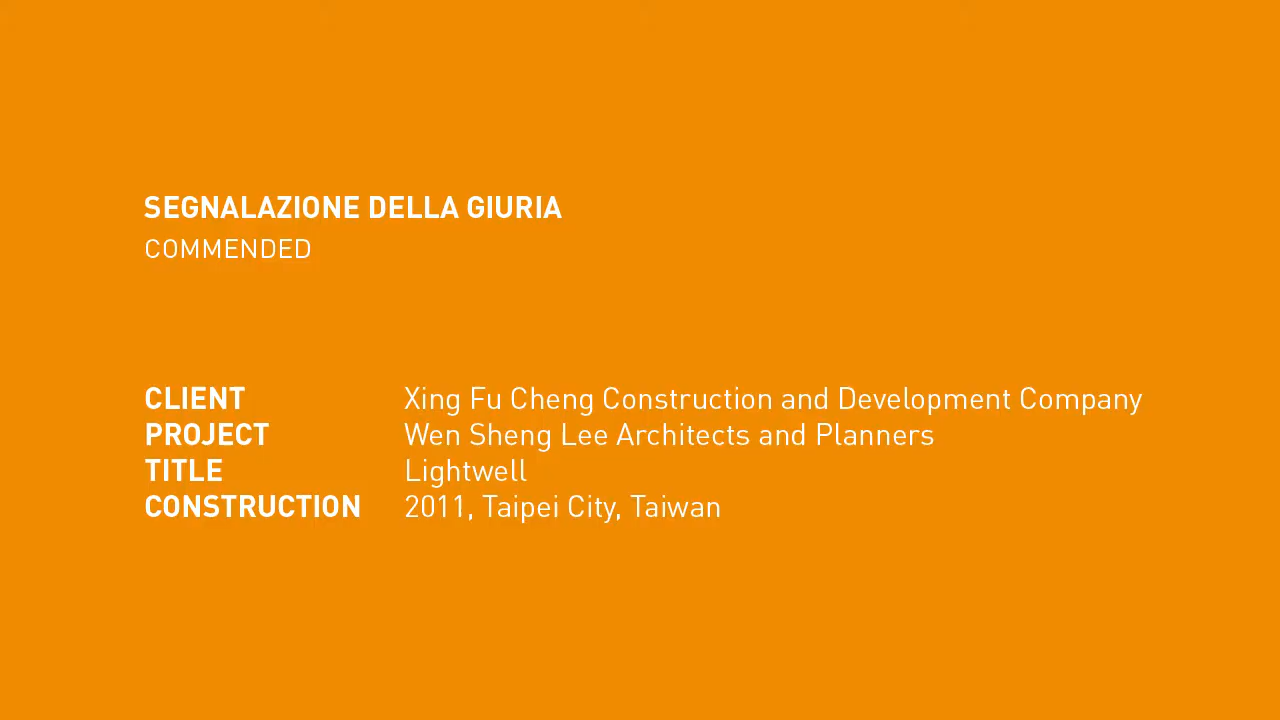 SEGNALAZIONE DELLA GIURIA
COMMENDED
CLIENT Xing Fu Cheng Construction and Development Company
PROJECT Wen Sheng Lee Architects and Planners
TITLE Lightwell
CONSTRUCTION 2011, Taipei City, Taiwan